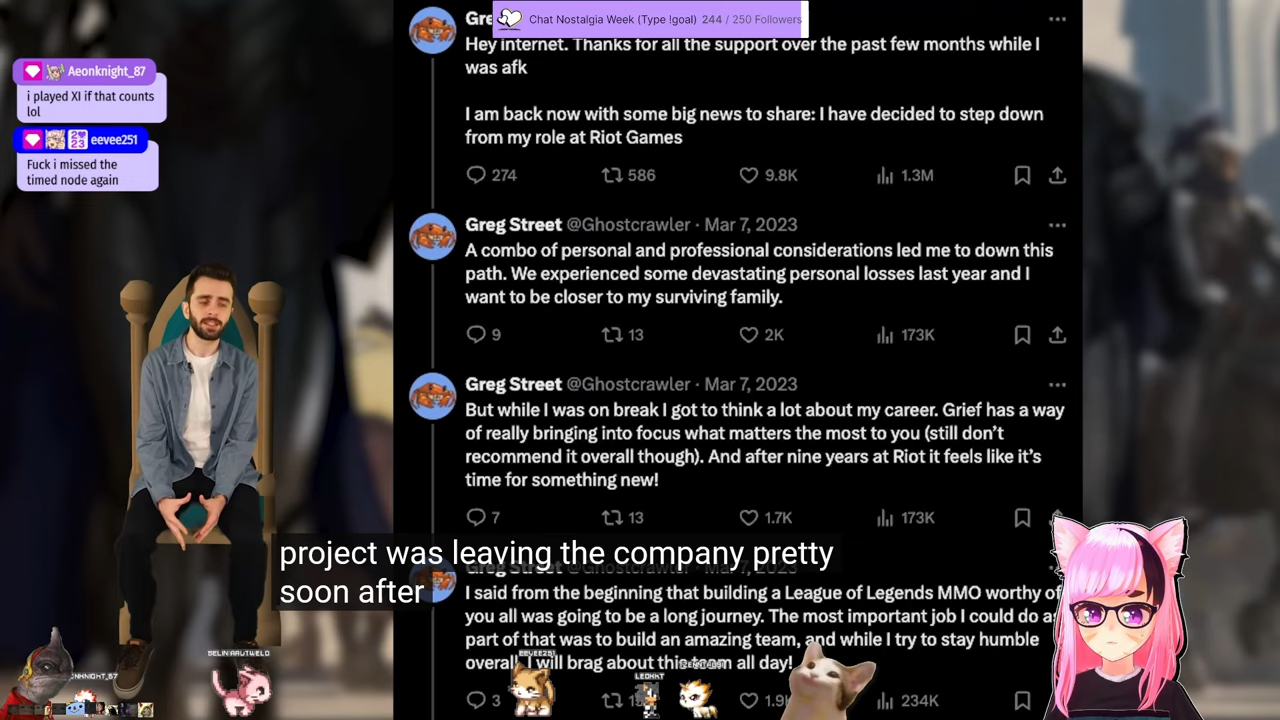 Chat Nostalgia Week (Type !goal) 244 / 250 Followers
Hey internet. Thanks for all the support over the past few months while I
was afk
I am back now with some big news to share: I have decided to step down
from my role at Riot Games
274 586 9.8K 1.3M
Greg Street @Ghostcrawler · Mar 7, 2023
A combo of personal and professional considerations led me to down this
path. We experienced some devastating personal losses last year and I
want to be closer to my surviving family.
9 13 2K 173K
Greg Street @Ghostcrawler · Mar 7, 2023
But while I was on break I got to think a lot about my career. Grief has a way
of really bringing into focus what matters the most to you (still don't
recommend it overall though). And after nine years at Riot it feels like it's
time for something new!
7 13 1.7K 173K
Greg Street @Ghostcrawler · Mar 7, 2023
I said from the beginning that building a League of Legends MMO worthy of
you all was going to be a long journey. The most important job I could do as
part of that was to build an amazing team, and while I try to stay humble
overall, I will brag about this team all day!
3 234K
Aeonknight_87
i played XI if that counts
lol
eevee251
Fuck i missed the
timed node again
project was leaving the company pretty
soon after
EEVEE251
LEOHKT